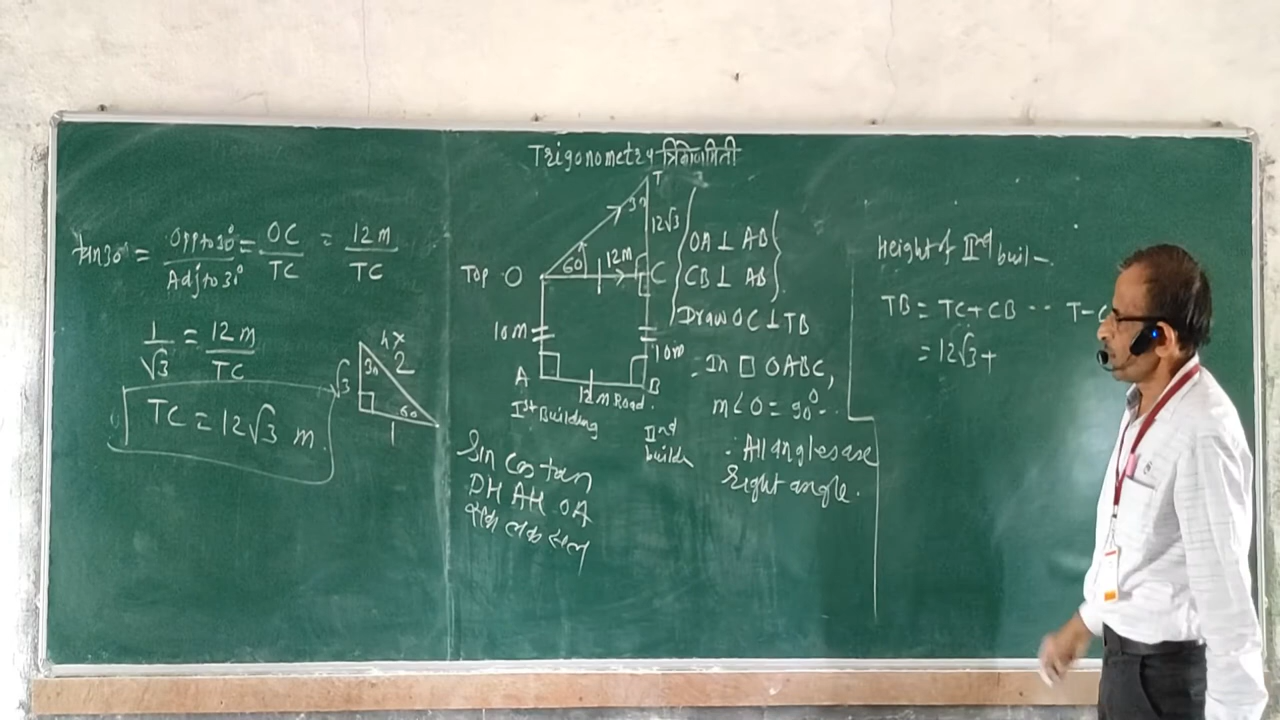 Trigonometry त्रिकोणमिती
tan30° = Opp to 30° / Adj to 30° = OC / TC = 12 m / TC
1 / √3 = 12 m / TC
TC = 12√3 m.
30
2
√3
60
1
T
30
12√3
60
12m
C
Top O
10m
10m
A
B
12 m Road.
Ist Building
IInd
OA ⊥ AB
CB ⊥ AB
Draw OC ⊥ TB
In □ OABC,
m∠O = 90°..
∴ All angles are
right angle.
Sin Cos tan
OH AH OA
Height of IInd buil-.
TB = TC + CB -- T-C
= 12√3 +